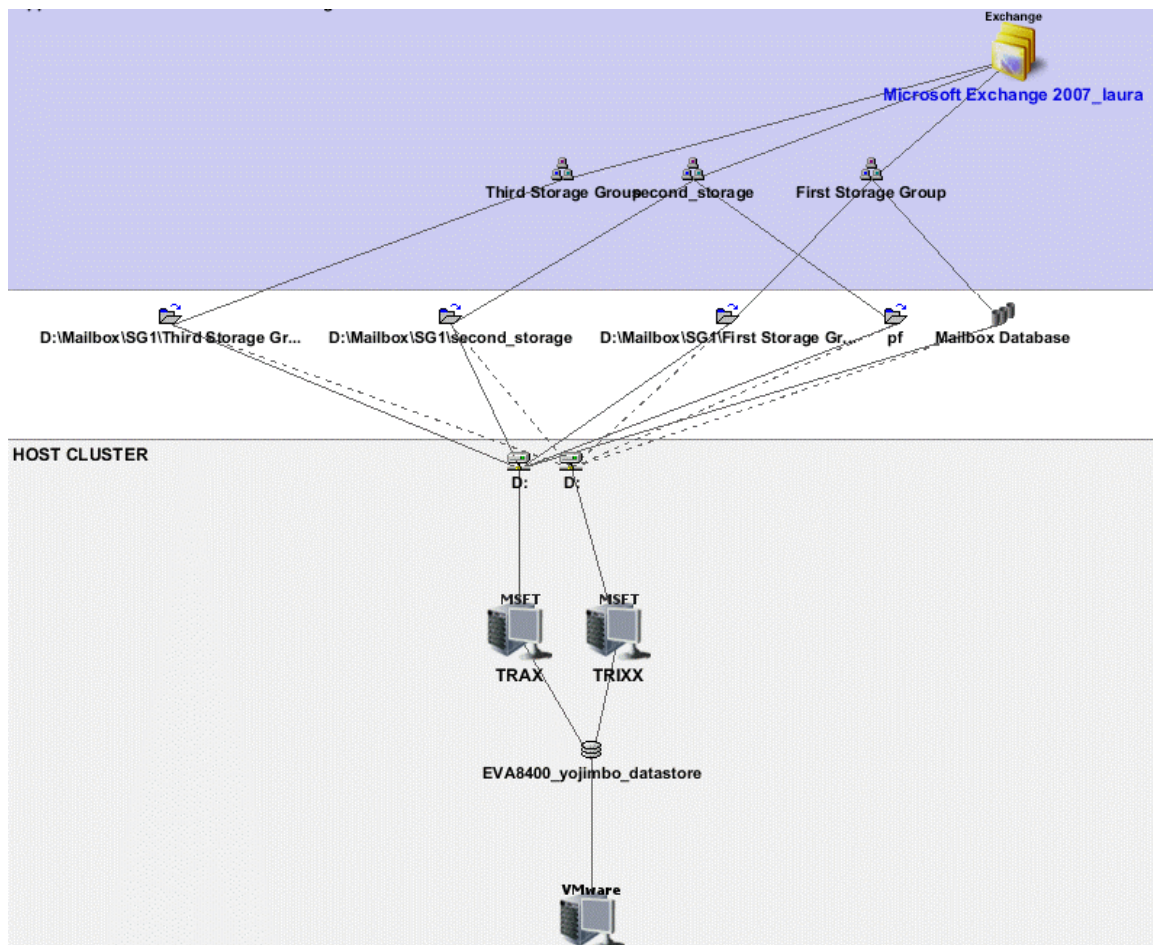 Exchange
Microsoft Exchange 2007_laura
Third Storage Group
second_storage
First Storage Group
D:\Mailbox\SG1\Third Storage Gr...
D:\Mailbox\SG1\second_storage
D:\Mailbox\SG1\First Storage Gr...
pf
Mailbox Database
HOST CLUSTER
D:
D:
MSFT
MSFT
TRAX
TRIXX
EVA8400_yojimbo_datastore
VMware